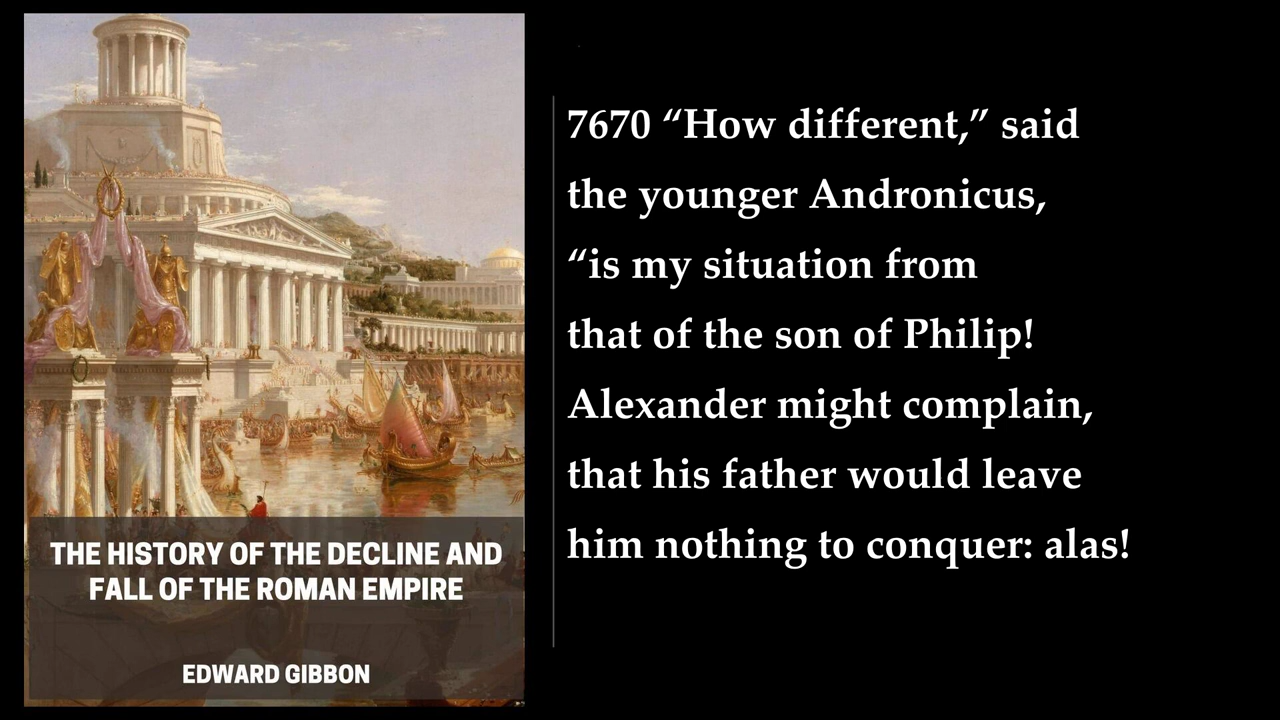 THE HISTORY OF THE DECLINE AND
FALL OF THE ROMAN EMPIRE
EDWARD GIBBON
7670 “How different,” said
the younger Andronicus,
“is my situation from
that of the son of Philip!
Alexander might complain,
that his father would leave
him nothing to conquer: alas!